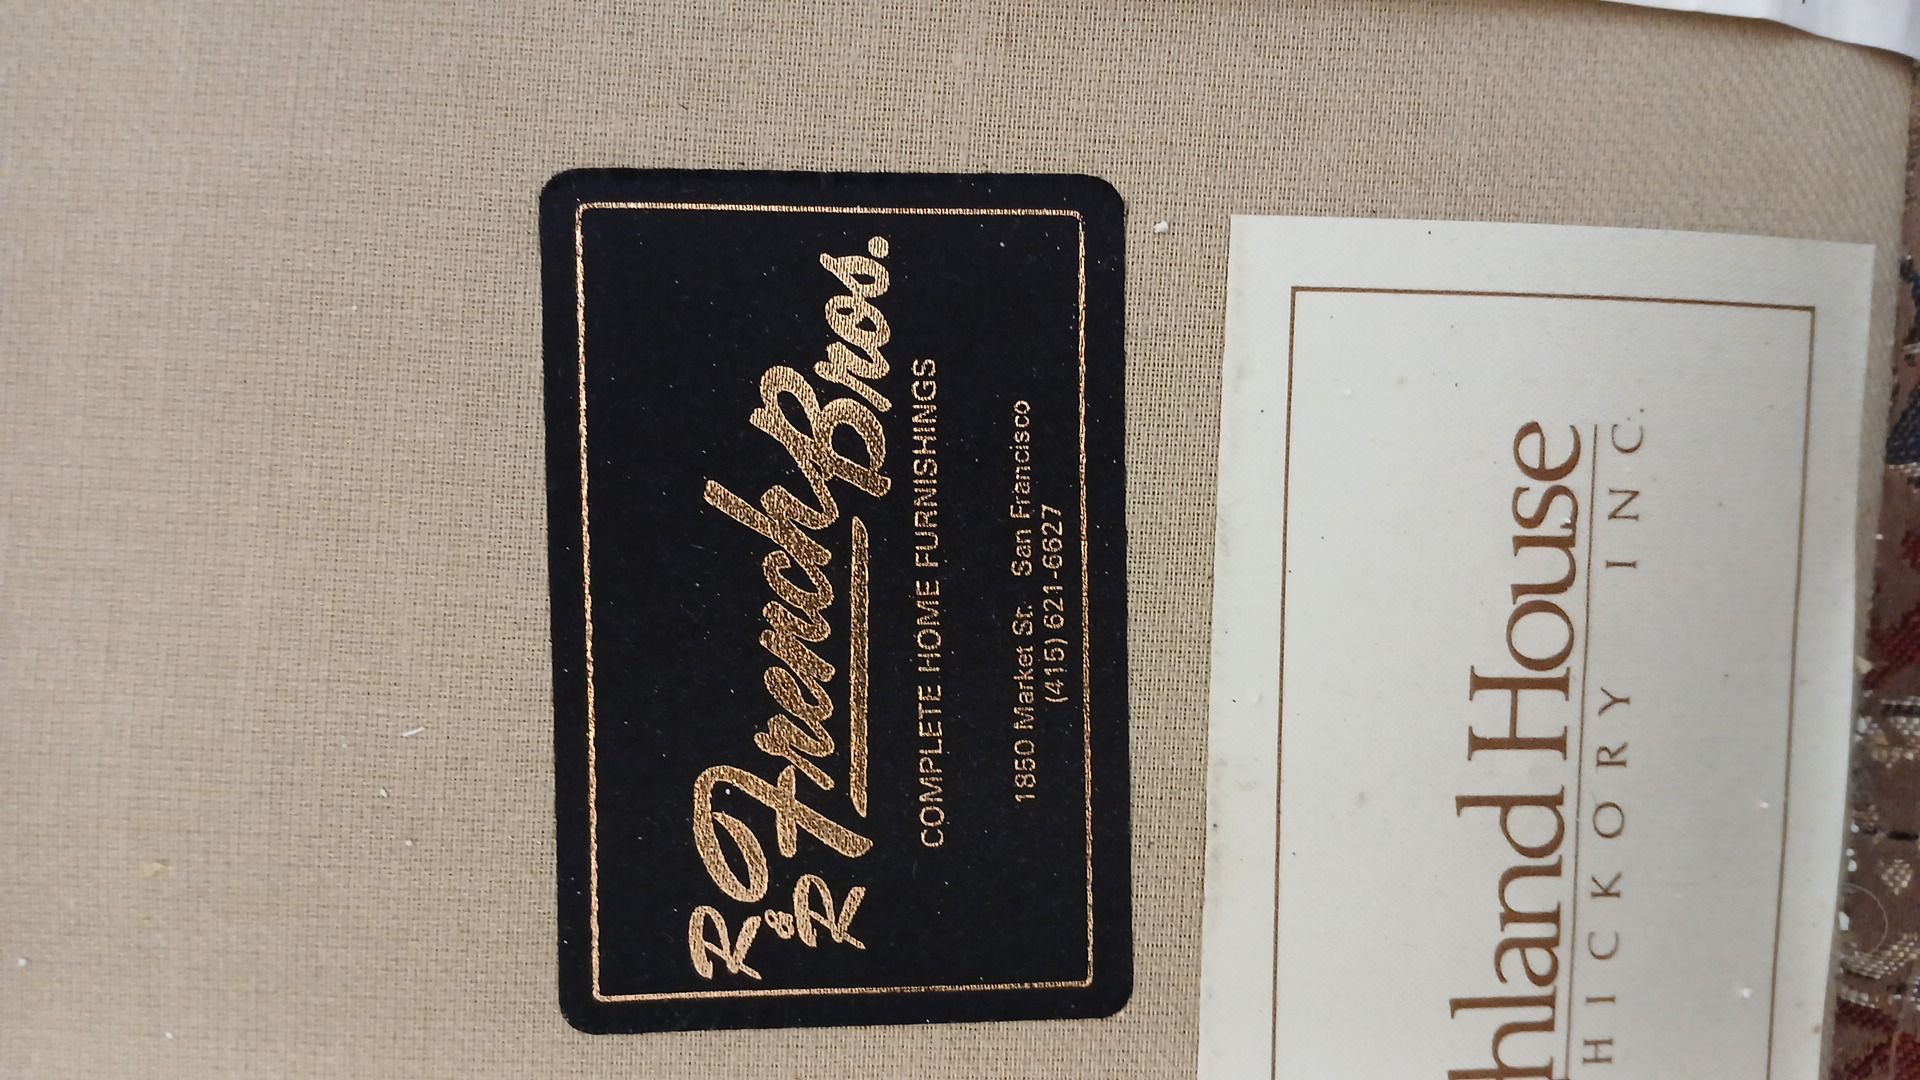 R&R French Bros.
COMPLETE HOME FURNISHINGS
1850 Market St. San Francisco
(415) 621-6627
hland House
HICKORY INC.